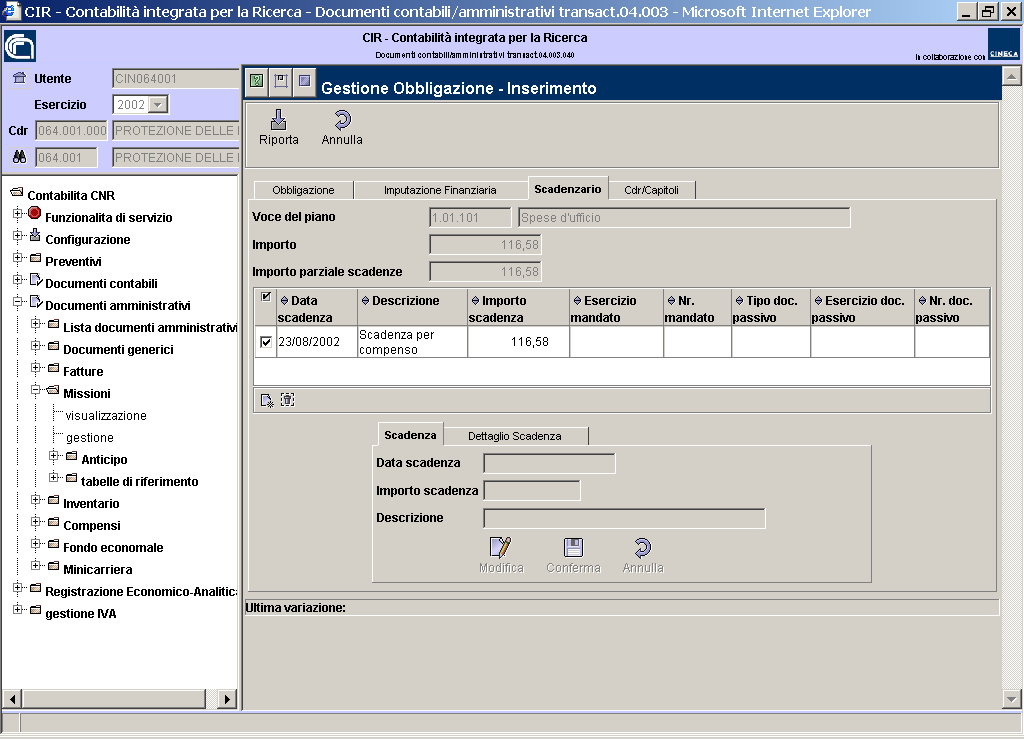 CIR - Contabilità integrata per la Ricerca - Documenti contabili/amministrativi transact.04.003 - Microsoft Internet Explorer
CIR - Contabilità integrata per la Ricerca
Documenti contabili/amministrativi transact.04.003.040
in collaborazione con CINECA
Utente CIN064001
Esercizio 2002
Cdr 064.001.000 PROTEZIONE DELLE
064.001 PROTEZIONE DELLE
Gestione Obbligazione - Inserimento
Riporta Annulla
Contabilita CNR
Funzionalita di servizio
Configurazione
Preventivi
Documenti contabili
Documenti amministrativi
Lista documenti amministrativi
Documenti generici
Fatture
Missioni
visualizzazione
gestione
Anticipo
tabelle di riferimento
Inventario
Compensi
Fondo economale
Minicarriera
Registrazione Economico-Analitica
gestione IVA
Obbligazione Imputazione Finanziaria Scadenzario Cdr/Capitoli
Voce del piano 1.01.101 Spese d'ufficio
Importo 116,58
Importo parziale scadenze 116,58
Data scadenza Descrizione Importo scadenza Esercizio mandato Nr. mandato Tipo doc. passivo Esercizio doc. passivo Nr. doc. passivo
23/08/2002 Scadenza per compenso 116,58
Scadenza Dettaglio Scadenza
Data scadenza
Importo scadenza
Descrizione
Modifica Conferma Annulla
Ultima variazione: